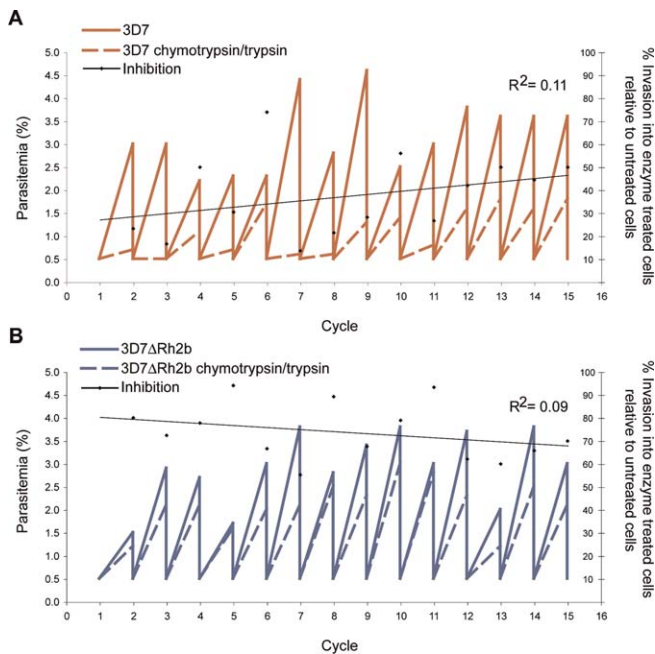 A
3D7
3D7 chymotrypsin/trypsin
Inhibition
R2= 0.11
Parasitemia (%)
5.0
4.5
4.0
3.5
3.0
2.5
2.0
1.5
1.0
0.5
0.0
100
90
80
70
60
50
40
30
20
10
0
% Invasion into enzyme treated cells
relative to untreated cells
0 1 2 3 4 5 6 7 8 9 10 11 12 13 14 15 16
Cycle
B
3D7ΔRh2b
3D7ΔRh2b chymotrypsin/trypsin
Inhibition
R2= 0.09
Parasitemia (%)
5.0
4.5
4.0
3.5
3.0
2.5
2.0
1.5
1.0
0.5
0.0
100
90
80
70
60
50
40
30
20
10
0
% Invasion into enzyme treated cells
relative to untreated cells
0 1 2 3 4 5 6 7 8 9 10 11 12 13 14 15 16
Cycle